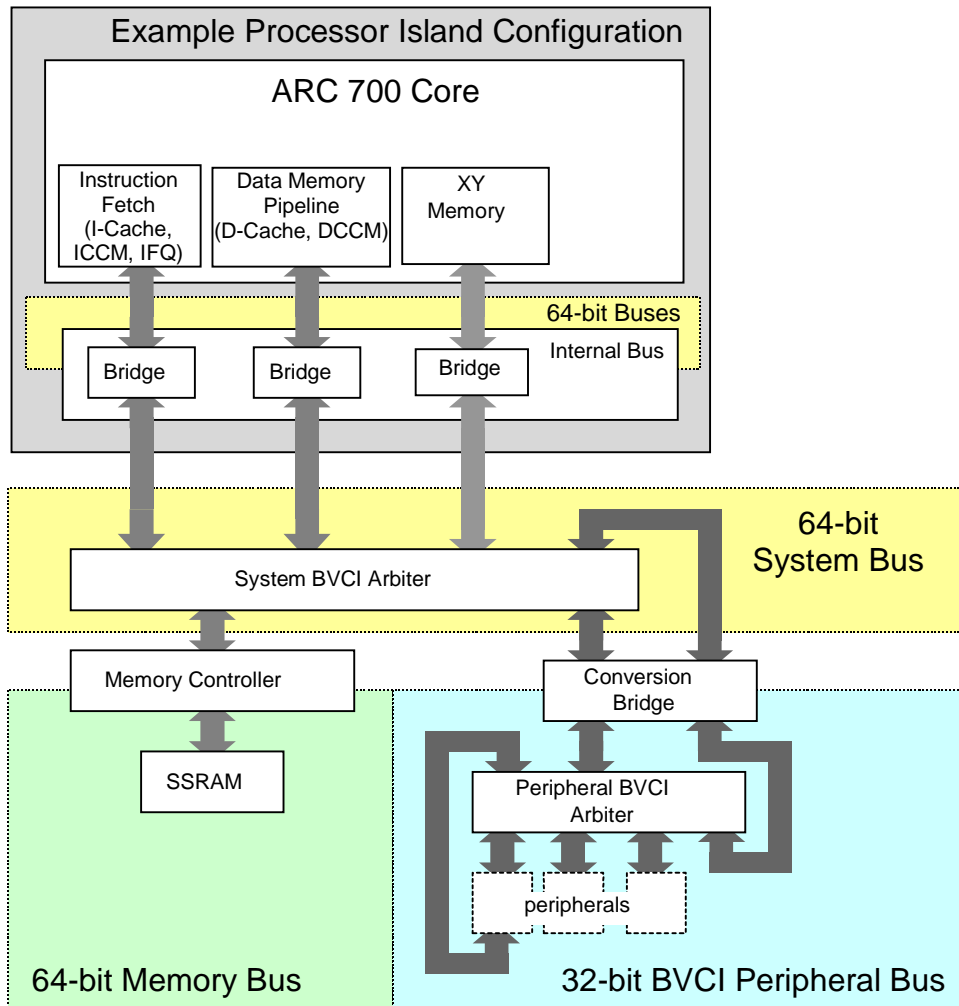 Example Processor Island Configuration
ARC 700 Core
Instruction
Fetch
(I-Cache,
ICCM, IFQ)
Data Memory
Pipeline
(D-Cache, DCCM)
XY
Memory
64-bit Buses
Internal Bus
Bridge
Bridge
Bridge
64-bit
System Bus
System BVCI Arbiter
Memory Controller
Conversion
Bridge
SSRAM
Peripheral BVCI
Arbiter
peripherals
64-bit Memory Bus
32-bit BVCI Peripheral Bus